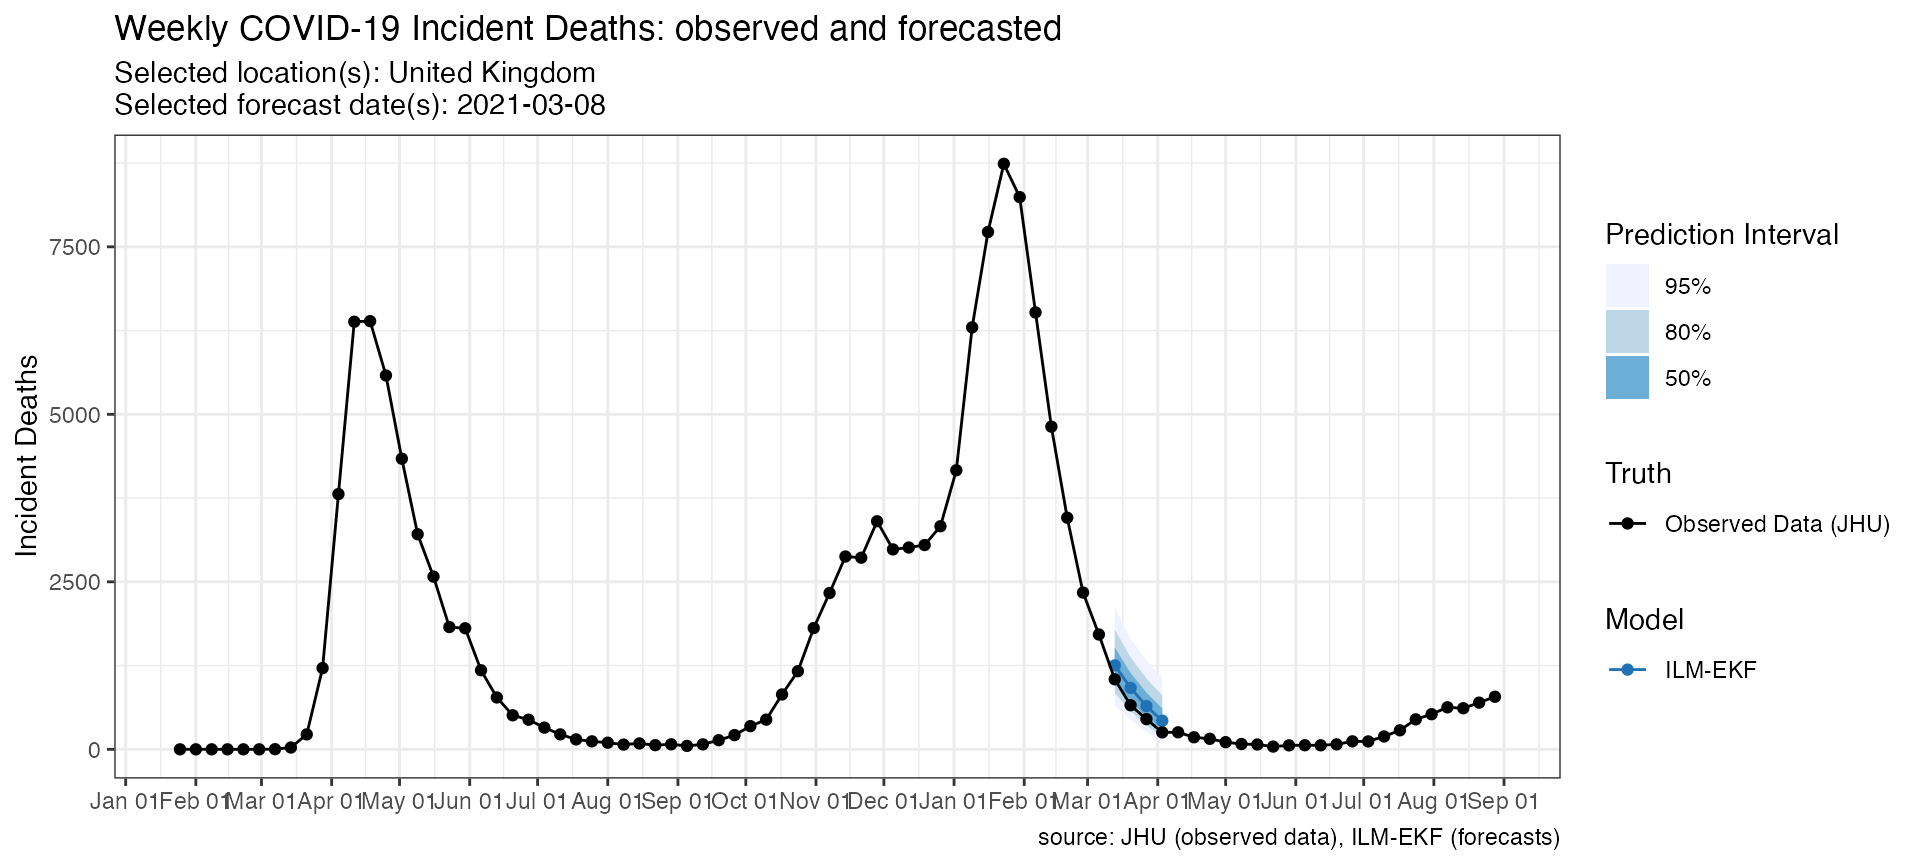 Weekly COVID-19 Incident Deaths: observed and forecasted
Selected location(s): United Kingdom
Selected forecast date(s): 2021-03-08
Incident Deaths
7500
5000
2500
0
Jan 01 Feb 01 Mar 01 Apr 01 May 01 Jun 01 Jul 01 Aug 01 Sep 01 Oct 01 Nov 01 Dec 01 Jan 01 Feb 01 Mar 01 Apr 01 May 01 Jun 01 Jul 01 Aug 01 Sep 01
source: JHU (observed data), ILM-EKF (forecasts)
Prediction Interval
95%
80%
50%
Truth
Observed Data (JHU)
Model
ILM-EKF